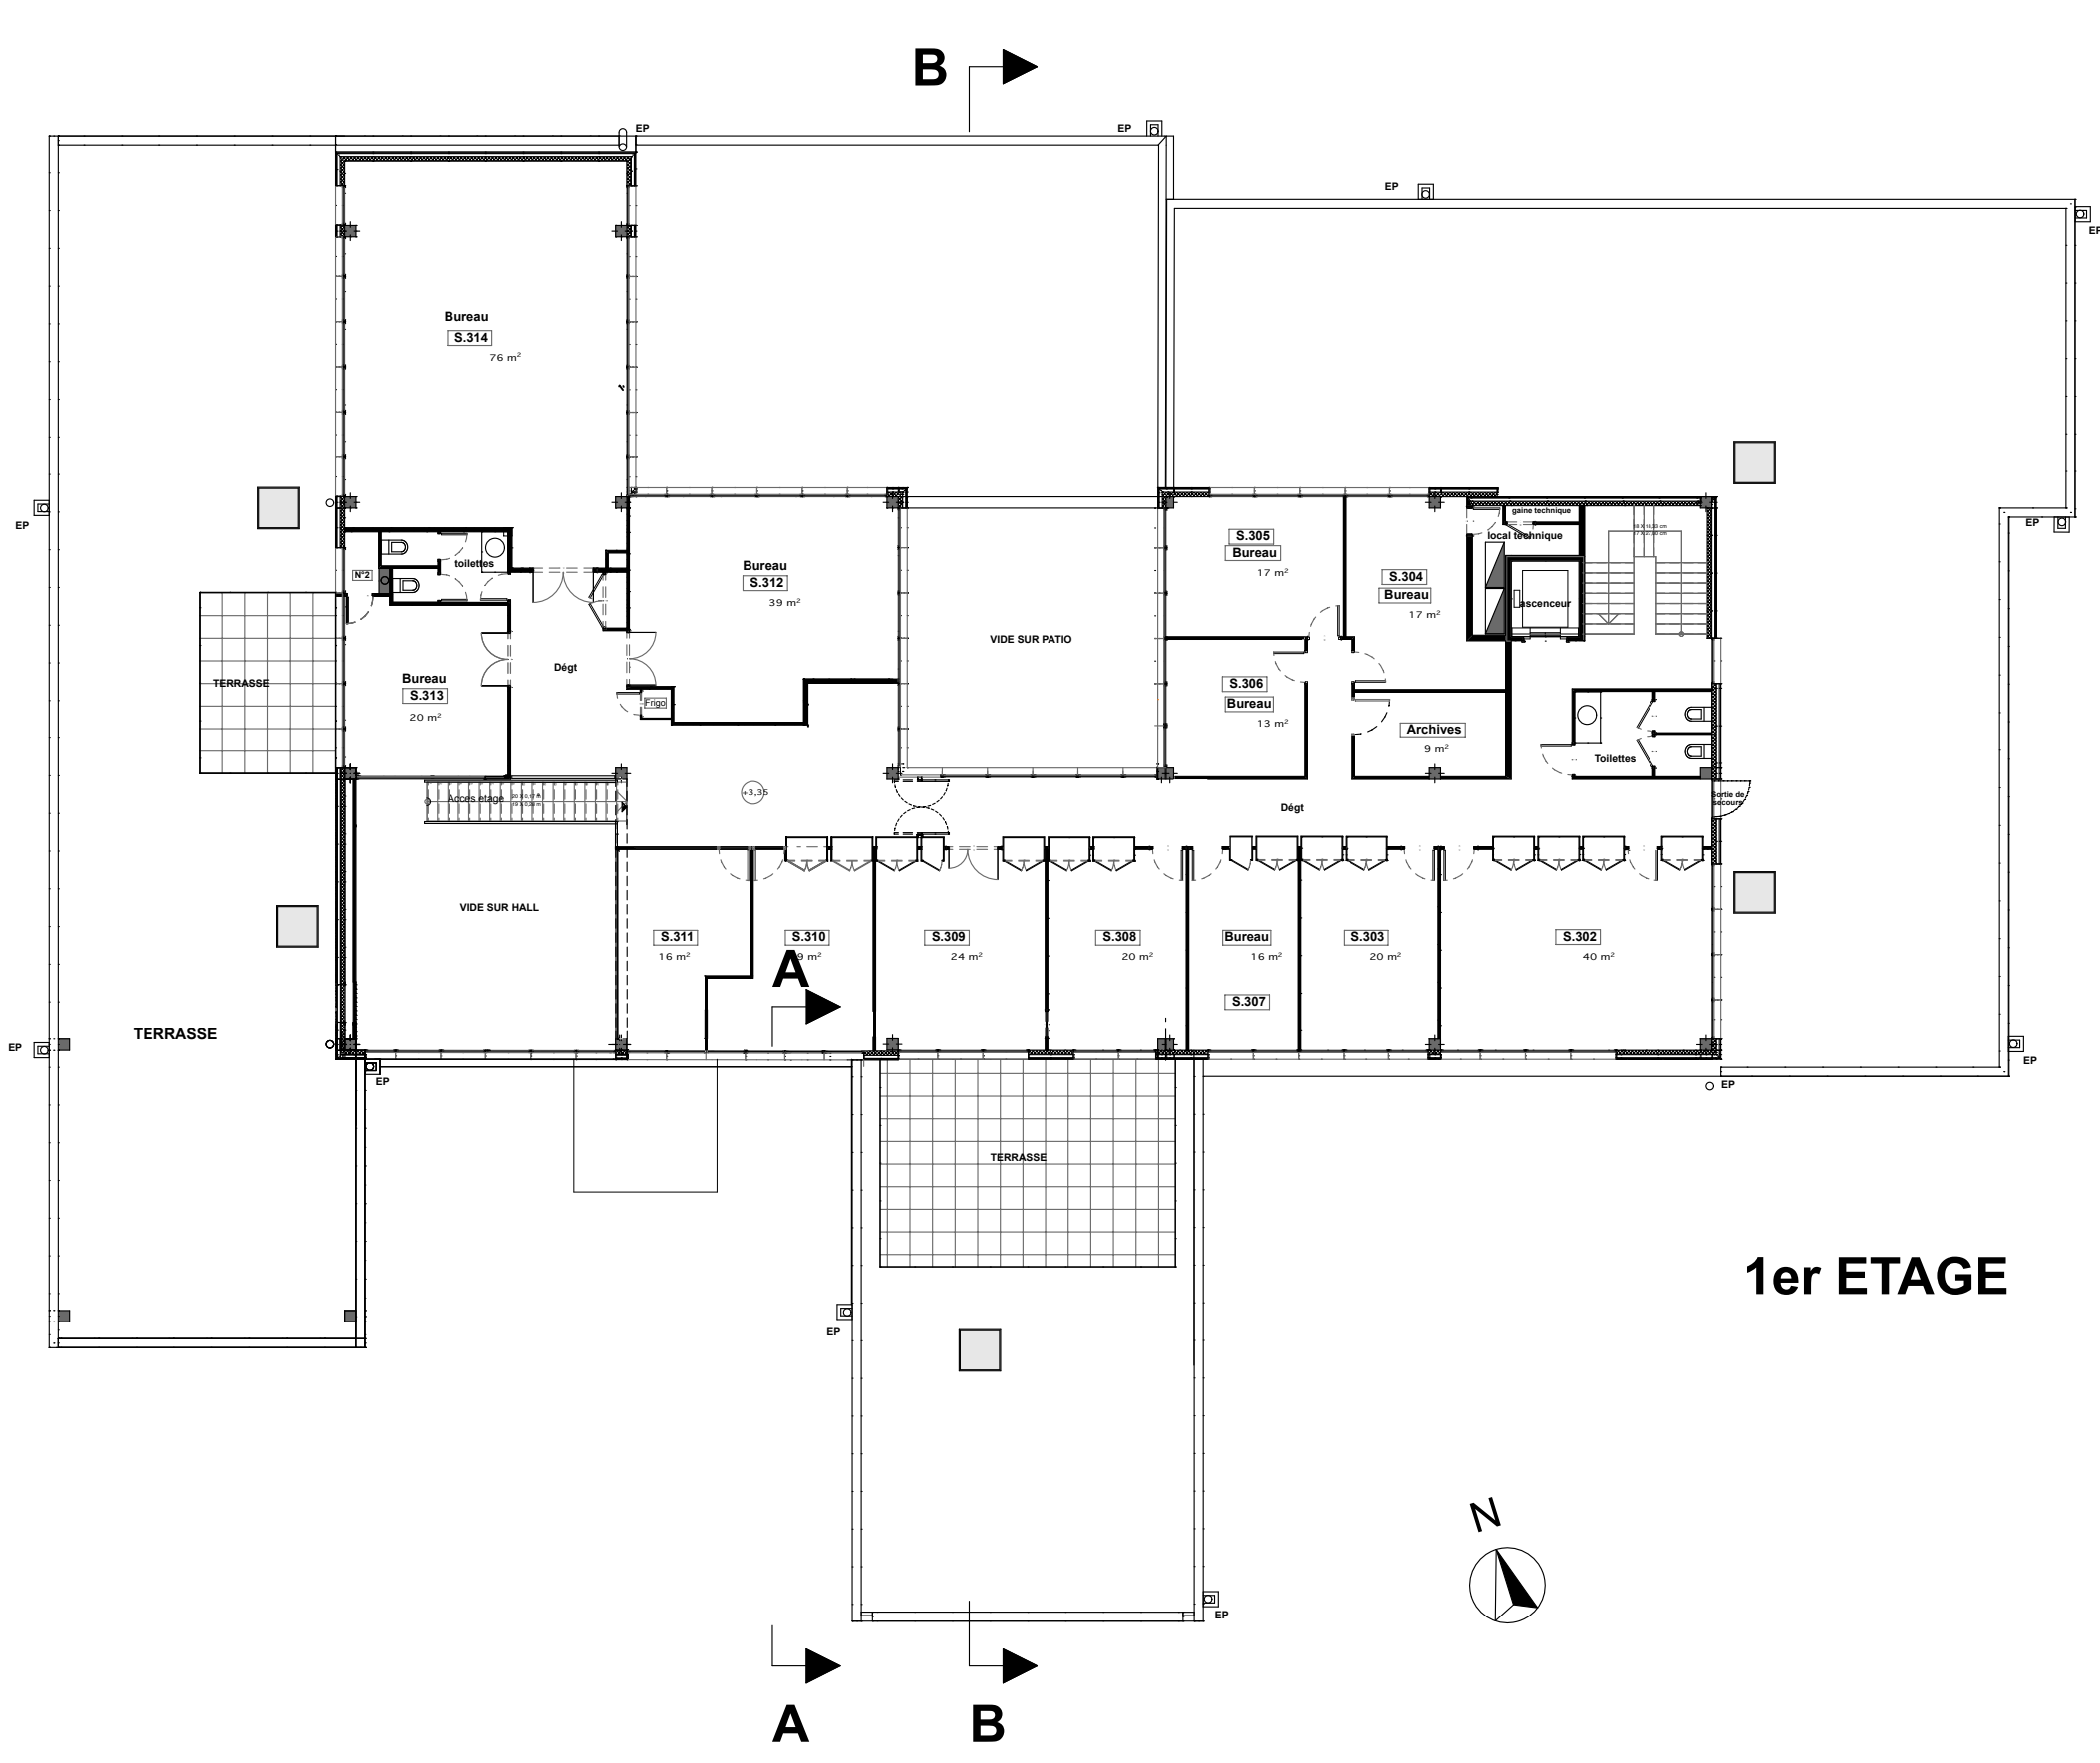 B
EP
EP
EP
EP
Bureau
S.314
76 m²
EP
EP
gaine technique
local technique
S.305
Bureau
17 m²
Bureau
S.312
39 m²
toilettes
N°2
S.304
Bureau
17 m²
ascenceur
VIDE SUR PATIO
Dégt
TERRASSE
Bureau
S.313
20 m²
Frigo
S.306
Bureau
13 m²
Archives
9 m²
Toilettes
+3,35
Accès étage
Dégt
Sortie de
secours
VIDE SUR HALL
S.311
16 m²
S.310
9 m²
A
S.309
24 m²
S.308
20 m²
Bureau
16 m²
S.307
S.303
20 m²
S.302
40 m²
TERRASSE
EP
EP
EP
EP
TERRASSE
1er ETAGE
EP
N
EP
A
B